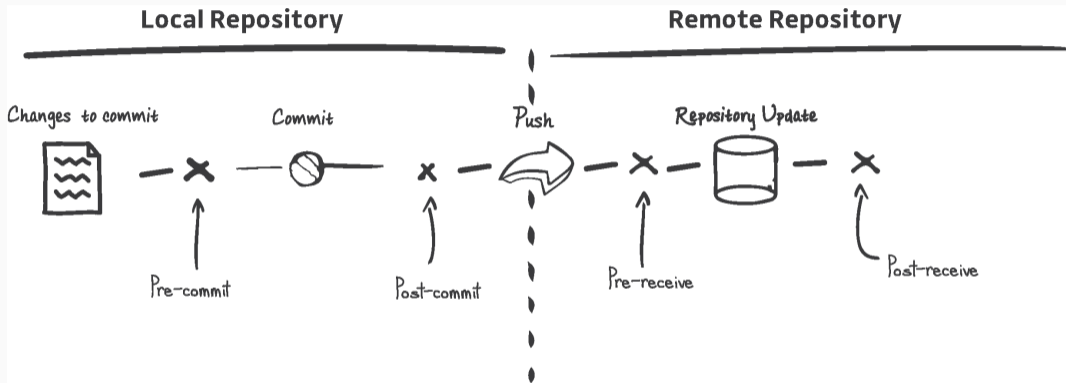 Local Repository
Remote Repository
Changes to commit
Commit
Push
Repository Update
Pre-commit
Post-commit
Pre-receive
Post-receive